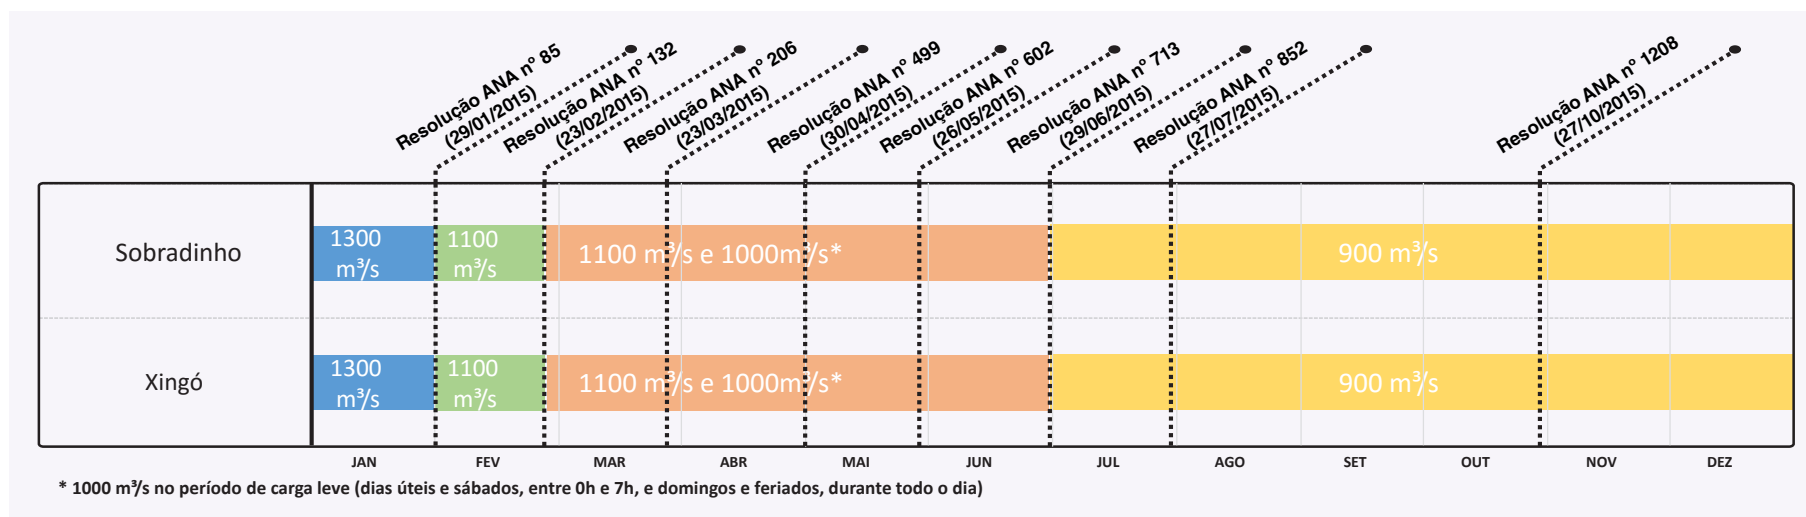 Resolução ANA nº 85
(29/01/2015)
Resolução ANA nº 132
(23/02/2015)
Resolução ANA nº 206
(23/03/2015)
Resolução ANA nº 499
(30/04/2015)
Resolução ANA nº 602
(26/05/2015)
Resolução ANA nº 713
(29/06/2015)
Resolução ANA nº 852
(27/07/2015)
Resolução ANA nº 1208
(27/10/2015)
Sobradinho
1300
m³/s
1100
m³/s
1100 m³/s e 1000m³/s*
900 m³/s
Xingó
1300
m³/s
1100
m³/s
1100 m³/s e 1000m³/s*
900 m³/s
JAN FEV MAR ABR MAI JUN JUL AGO SET OUT NOV DEZ
* 1000 m³/s no período de carga leve (dias úteis e sábados, entre 0h e 7h, e domingos e feriados, durante todo o dia)